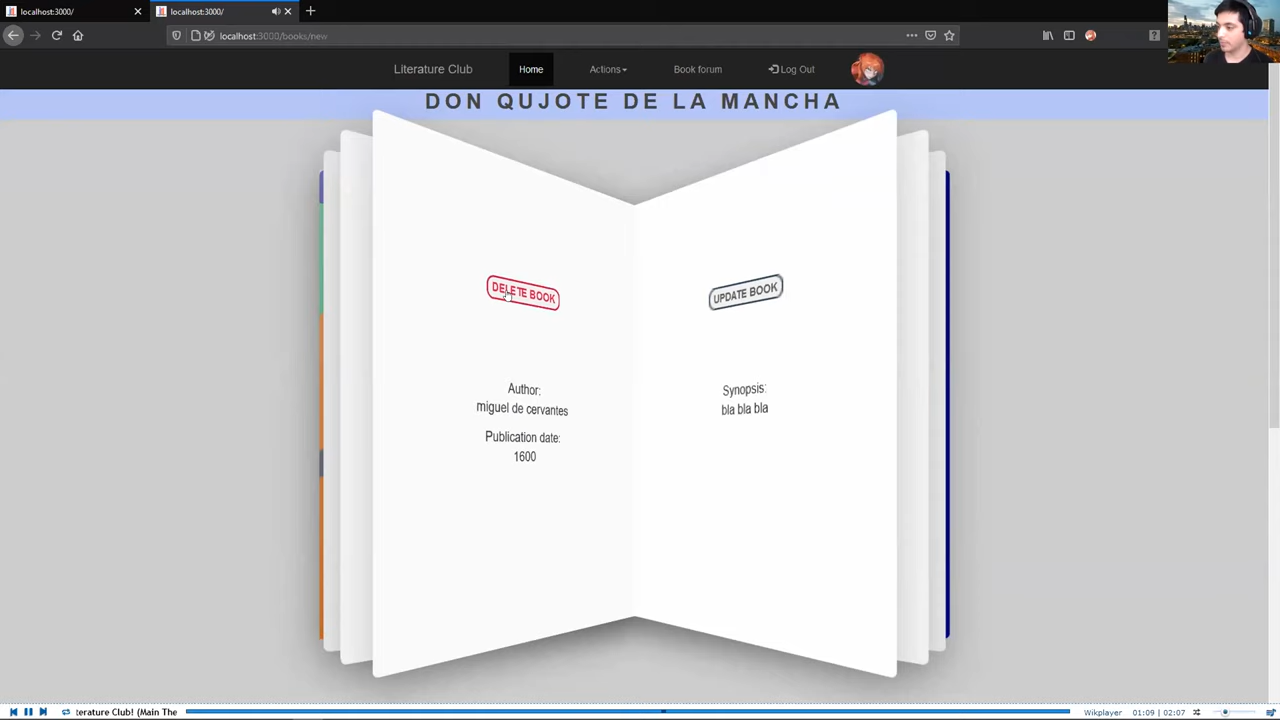 localhost:3000/
localhost:3000/
localhost:3000/books/new
Literature Club Home Actions Book forum Log Out
DON QUJOTE DE LA MANCHA
DELETE BOOK
UPDATE BOOK
Author:
miguel de cervantes
Publication date:
1600
Synopsis:
bla bla bla
terature Club! (Main The
Wikplayer 01:09 | 02:07